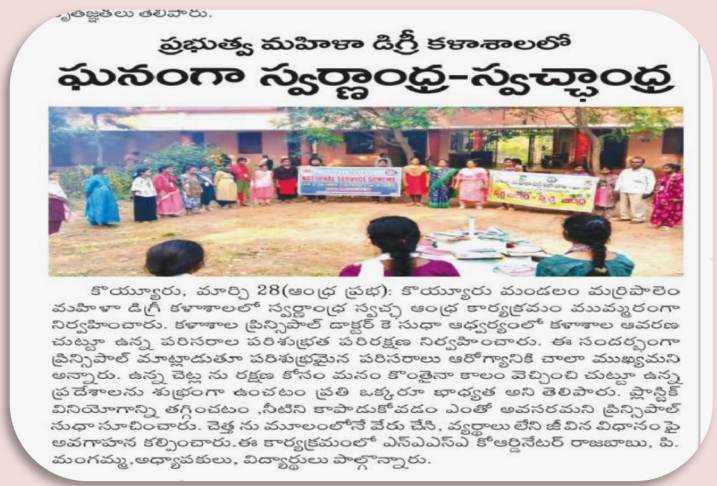 కృతజ్ఞతలు తెలిపారు.
ప్రభుత్వ మహిళా డిగ్రీ కళాశాలలో
ఘనంగా స్వర్ణాంధ్ర-స్వచ్ఛాంధ్ర
NATIONAL SERVICE SCHEME
కొయ్యూరు, మార్చి 28(ఆంధ్ర ప్రభ): కొయ్యూరు మండలం మర్రిపాలెం
మహిళా డిగ్రీ కళాశాలలో స్వర్ణాంధ్ర స్వచ్ఛ ఆంధ్ర కార్యక్రమం ముమ్మరంగా
నిర్వహించారు. కళాశాల ప్రిన్సిపాల్ డాక్టర్ కె సుధా ఆధ్వర్యంలో కళాశాల ఆవరణ
చుట్టూ ఉన్న పరిసరాల పరిశుభ్రత పరిరక్షణ నిర్వహించారు. ఈ సందర్భంగా
ప్రిన్సిపాల్ మాట్లాడుతూ పరిశుభ్రమైన పరిసరాలు ఆరోగ్యానికి చాలా ముఖ్యమని
అన్నారు. ఉన్న చెట్ల ను రక్షణ కోసం మనం కొంతైనా కాలం వెచ్చించి చుట్టూ ఉన్న
ప్రదేశాలను శుభ్రంగా ఉంచటం ప్రతి ఒక్కరూ భాధ్యత అని తెలిపారు. ప్లాస్టిక్
వినియోగాన్ని తగ్గించటం ,నీటిని కాపాడుకోవడం ఎంతో అవసరమని ప్రిన్సిపాల్
సుధా సూచించారు. చెత్త ను మూలంలోనే వేరు చేసి, వ్యర్థాలు లేని జీవిన విధానం పై
అవగాహన కల్పించారు.ఈ కార్యక్రమంలో ఎన్ఎఎస్ఎ కోఆర్డినేటర్ రాజబాబు, పి.
మంగమ్మ,అధ్యాపకులు, విద్యార్థులు పాల్గొన్నారు.